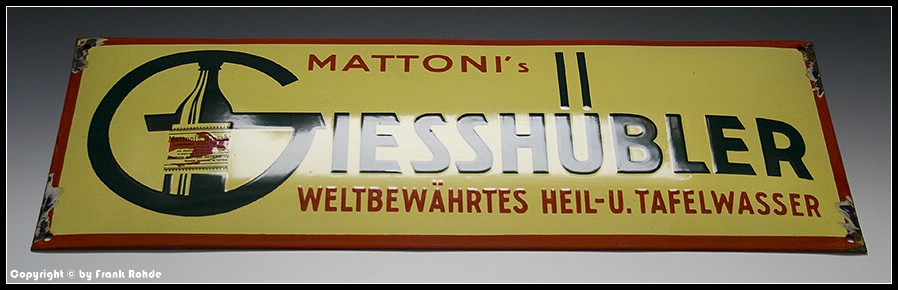 MATTONI's
GIESSHÜBLER
WELTBEWÄHRTES HEIL-U. TAFELWASSER
Copyright © by Frank Rohde